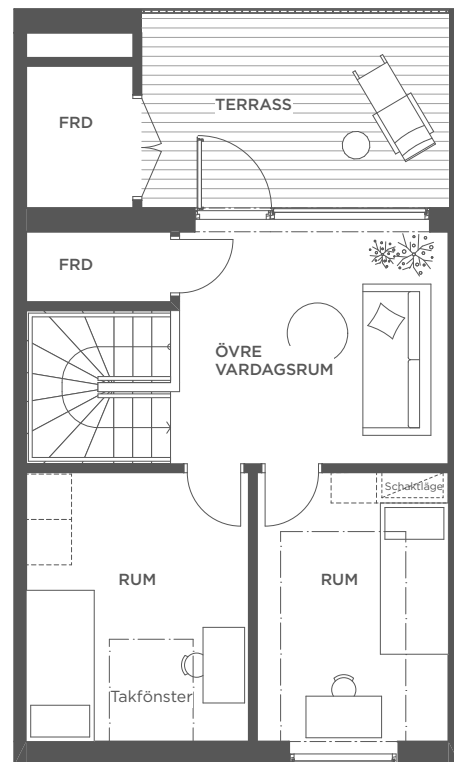 TERRASS
FRD
FRD
ÖVRE
VARDAGSRUM
Schaktläge
RUM
RUM
Takfönster